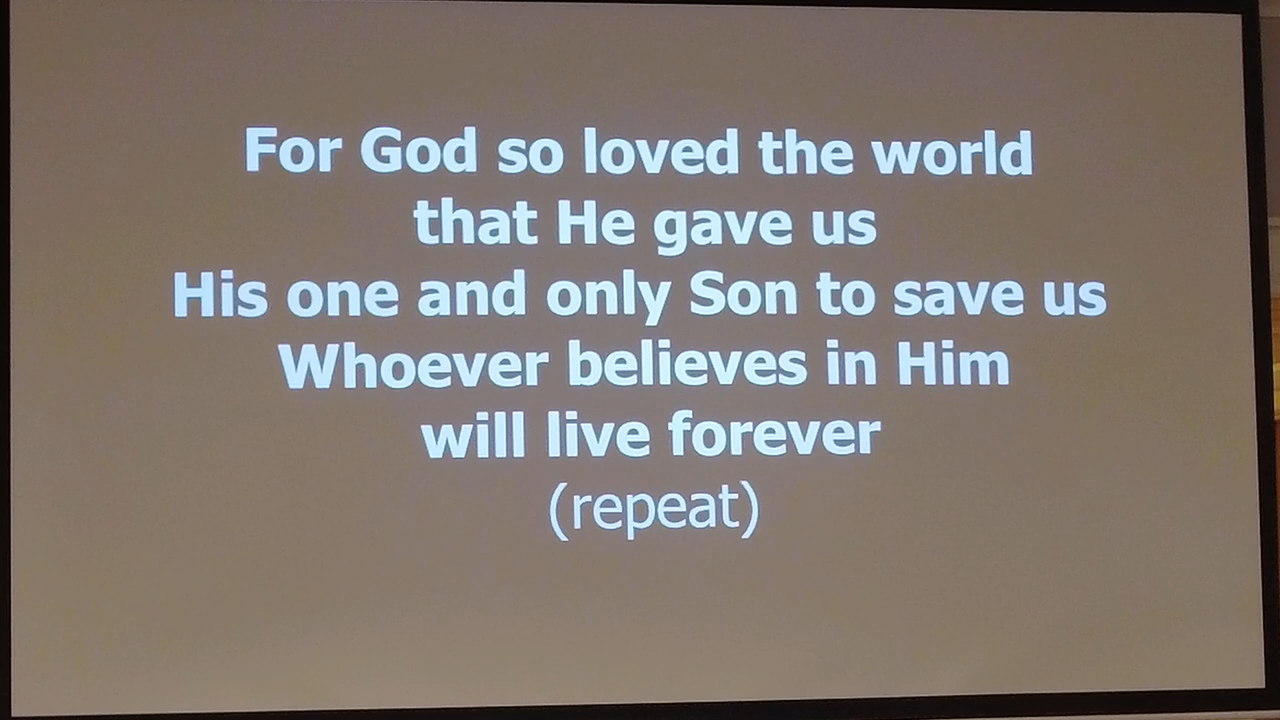 For God so loved the world
that He gave us
His one and only Son to save us
Whoever believes in Him
will live forever
(repeat)